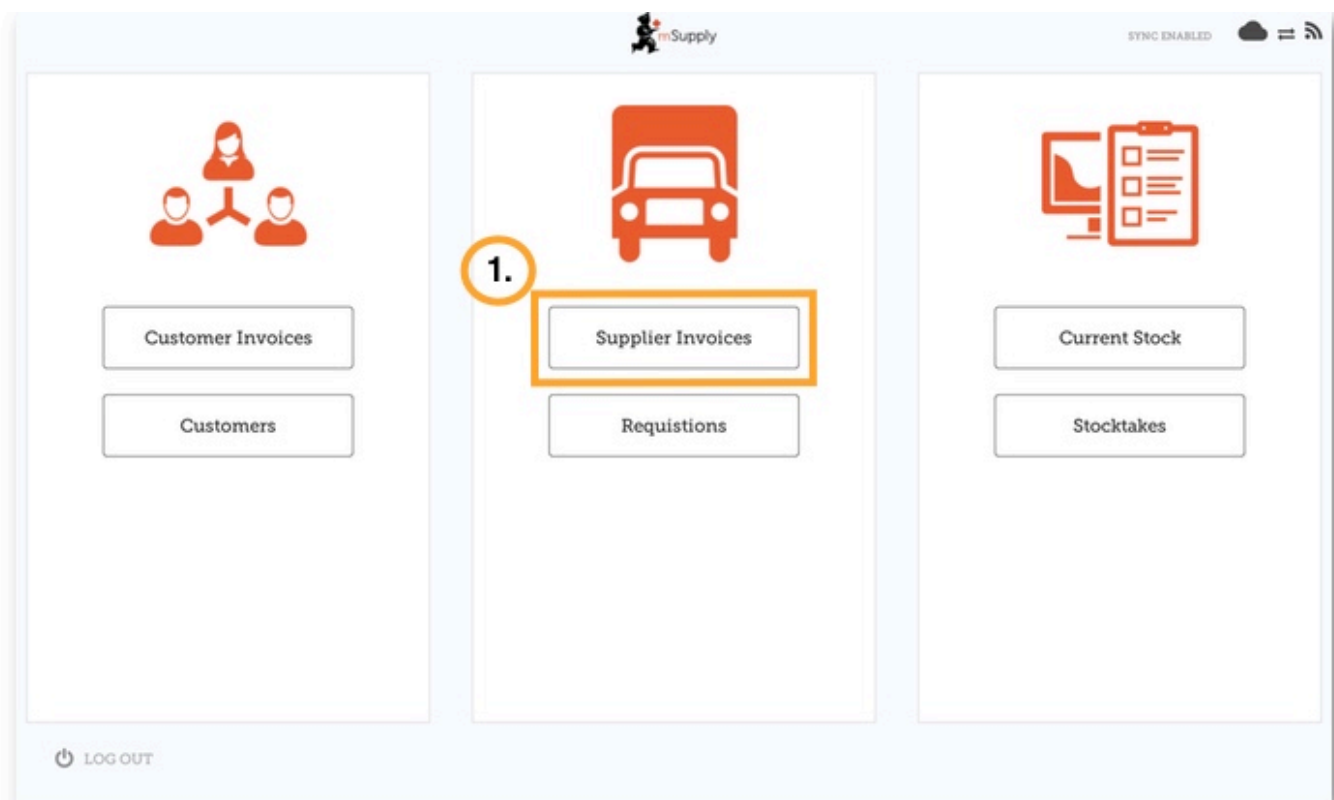 mSupply
SYNC ENABLED
1.
Customer Invoices
Supplier Invoices
Current Stock
Customers
Requistions
Stocktakes
LOG OUT